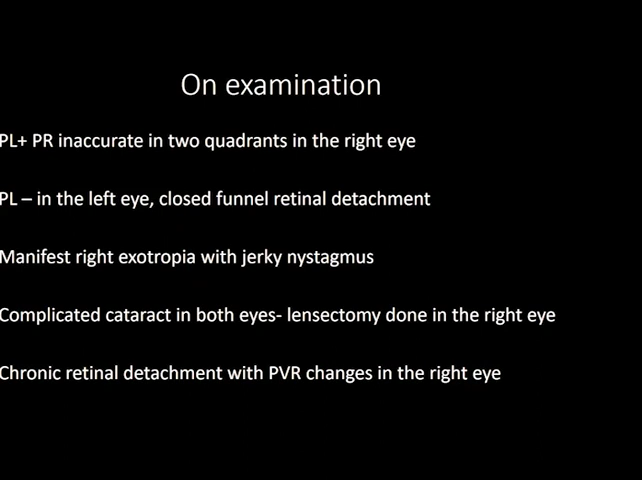 On examination
PL+ PR inaccurate in two quadrants in the right eye
PL – in the left eye, closed funnel retinal detachment
Manifest right exotropia with jerky nystagmus
Complicated cataract in both eyes- lensectomy done in the right eye
Chronic retinal detachment with PVR changes in the right eye